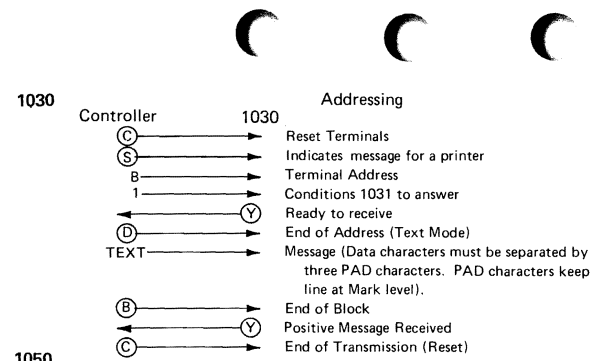 1030 Addressing
Controller 1030
C Reset Terminals
S Indicates message for a printer
B Terminal Address
1 Conditions 1031 to answer
Y Ready to receive
D End of Address (Text Mode)
TEXT Message (Data characters must be separated by
three PAD characters. PAD characters keep
line at Mark level).
B End of Block
Y Positive Message Received
C End of Transmission (Reset)
1050